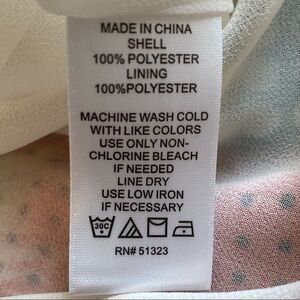 MADE IN CHINA
SHELL
100% POLYESTER
LINING
100%POLYESTER
MACHINE WASH COLD
WITH LIKE COLORS
USE ONLY NON-
CHLORINE BLEACH
IF NEEDED
LINE DRY
USE LOW IRON
IF NECESSARY
30C
RN# 51323